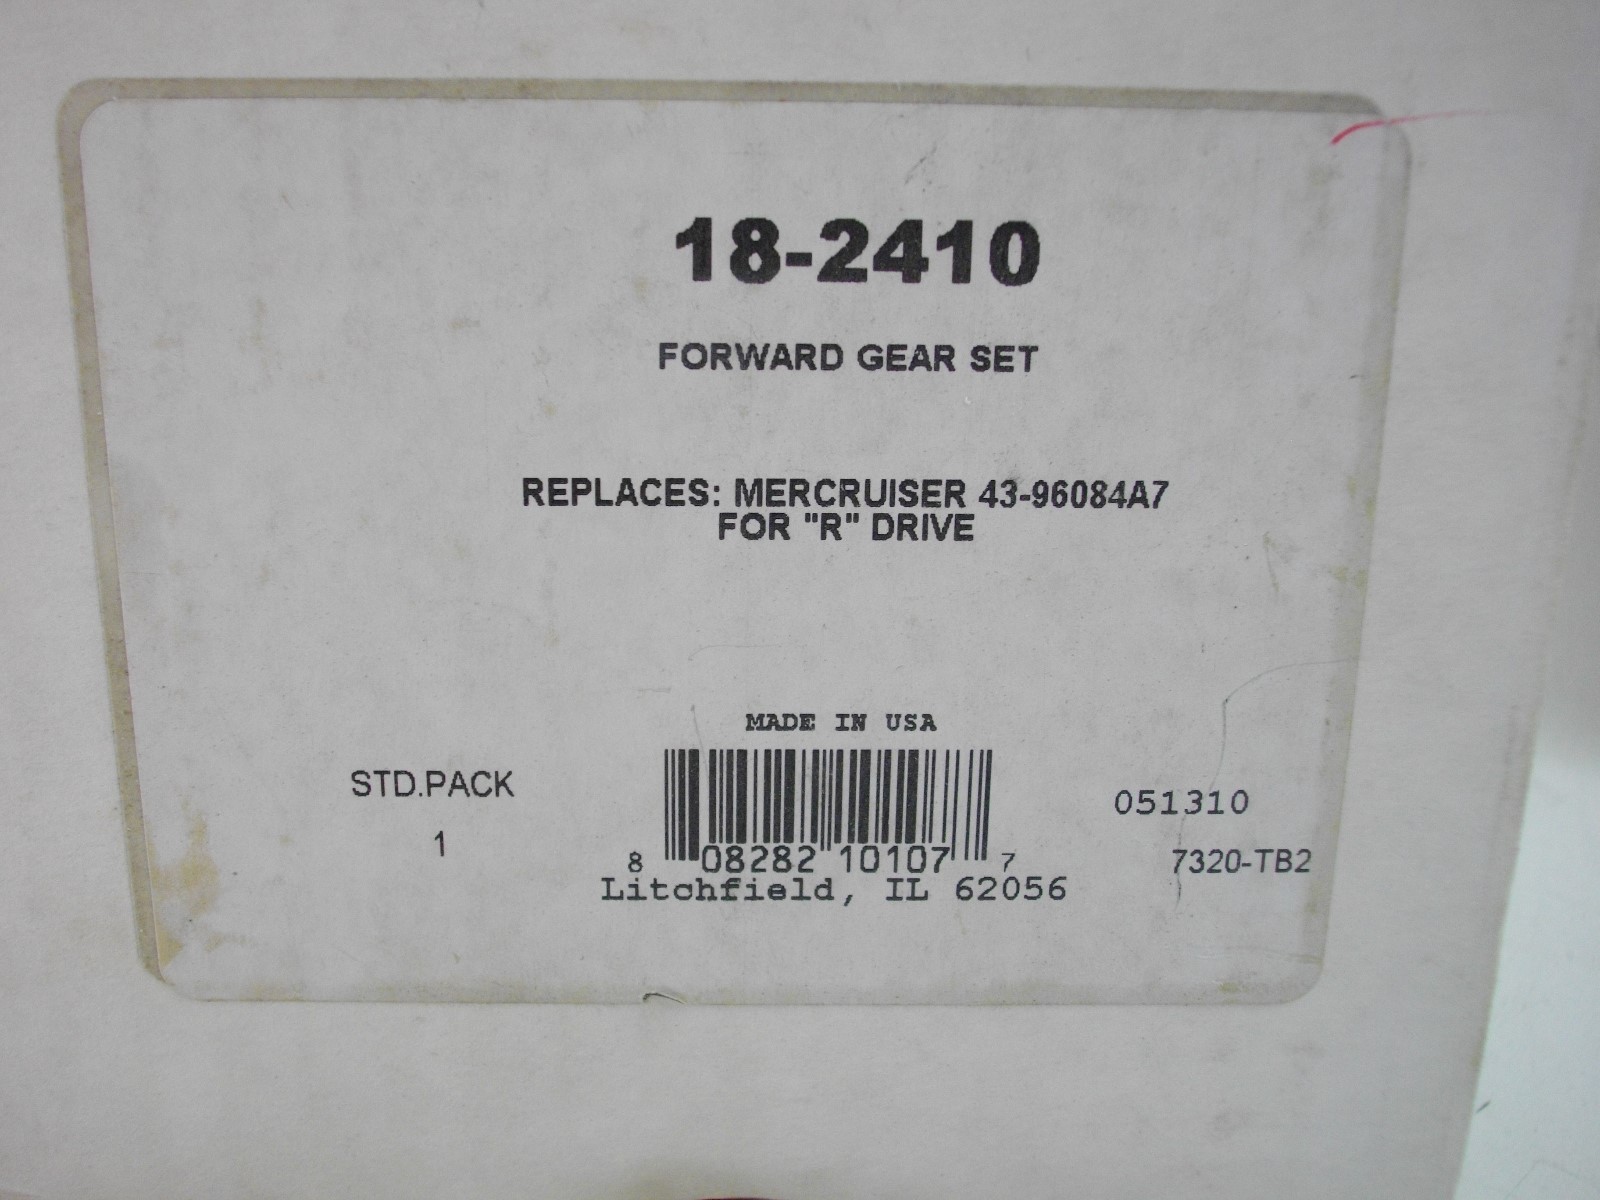 18-2410
FORWARD GEAR SET
REPLACES: MERCRUISER 43-96084A7
FOR "R" DRIVE
MADE IN USA
STD.PACK
1
051310
7320-TB2
8 08282 10107 7
Litchfield, IL 62056